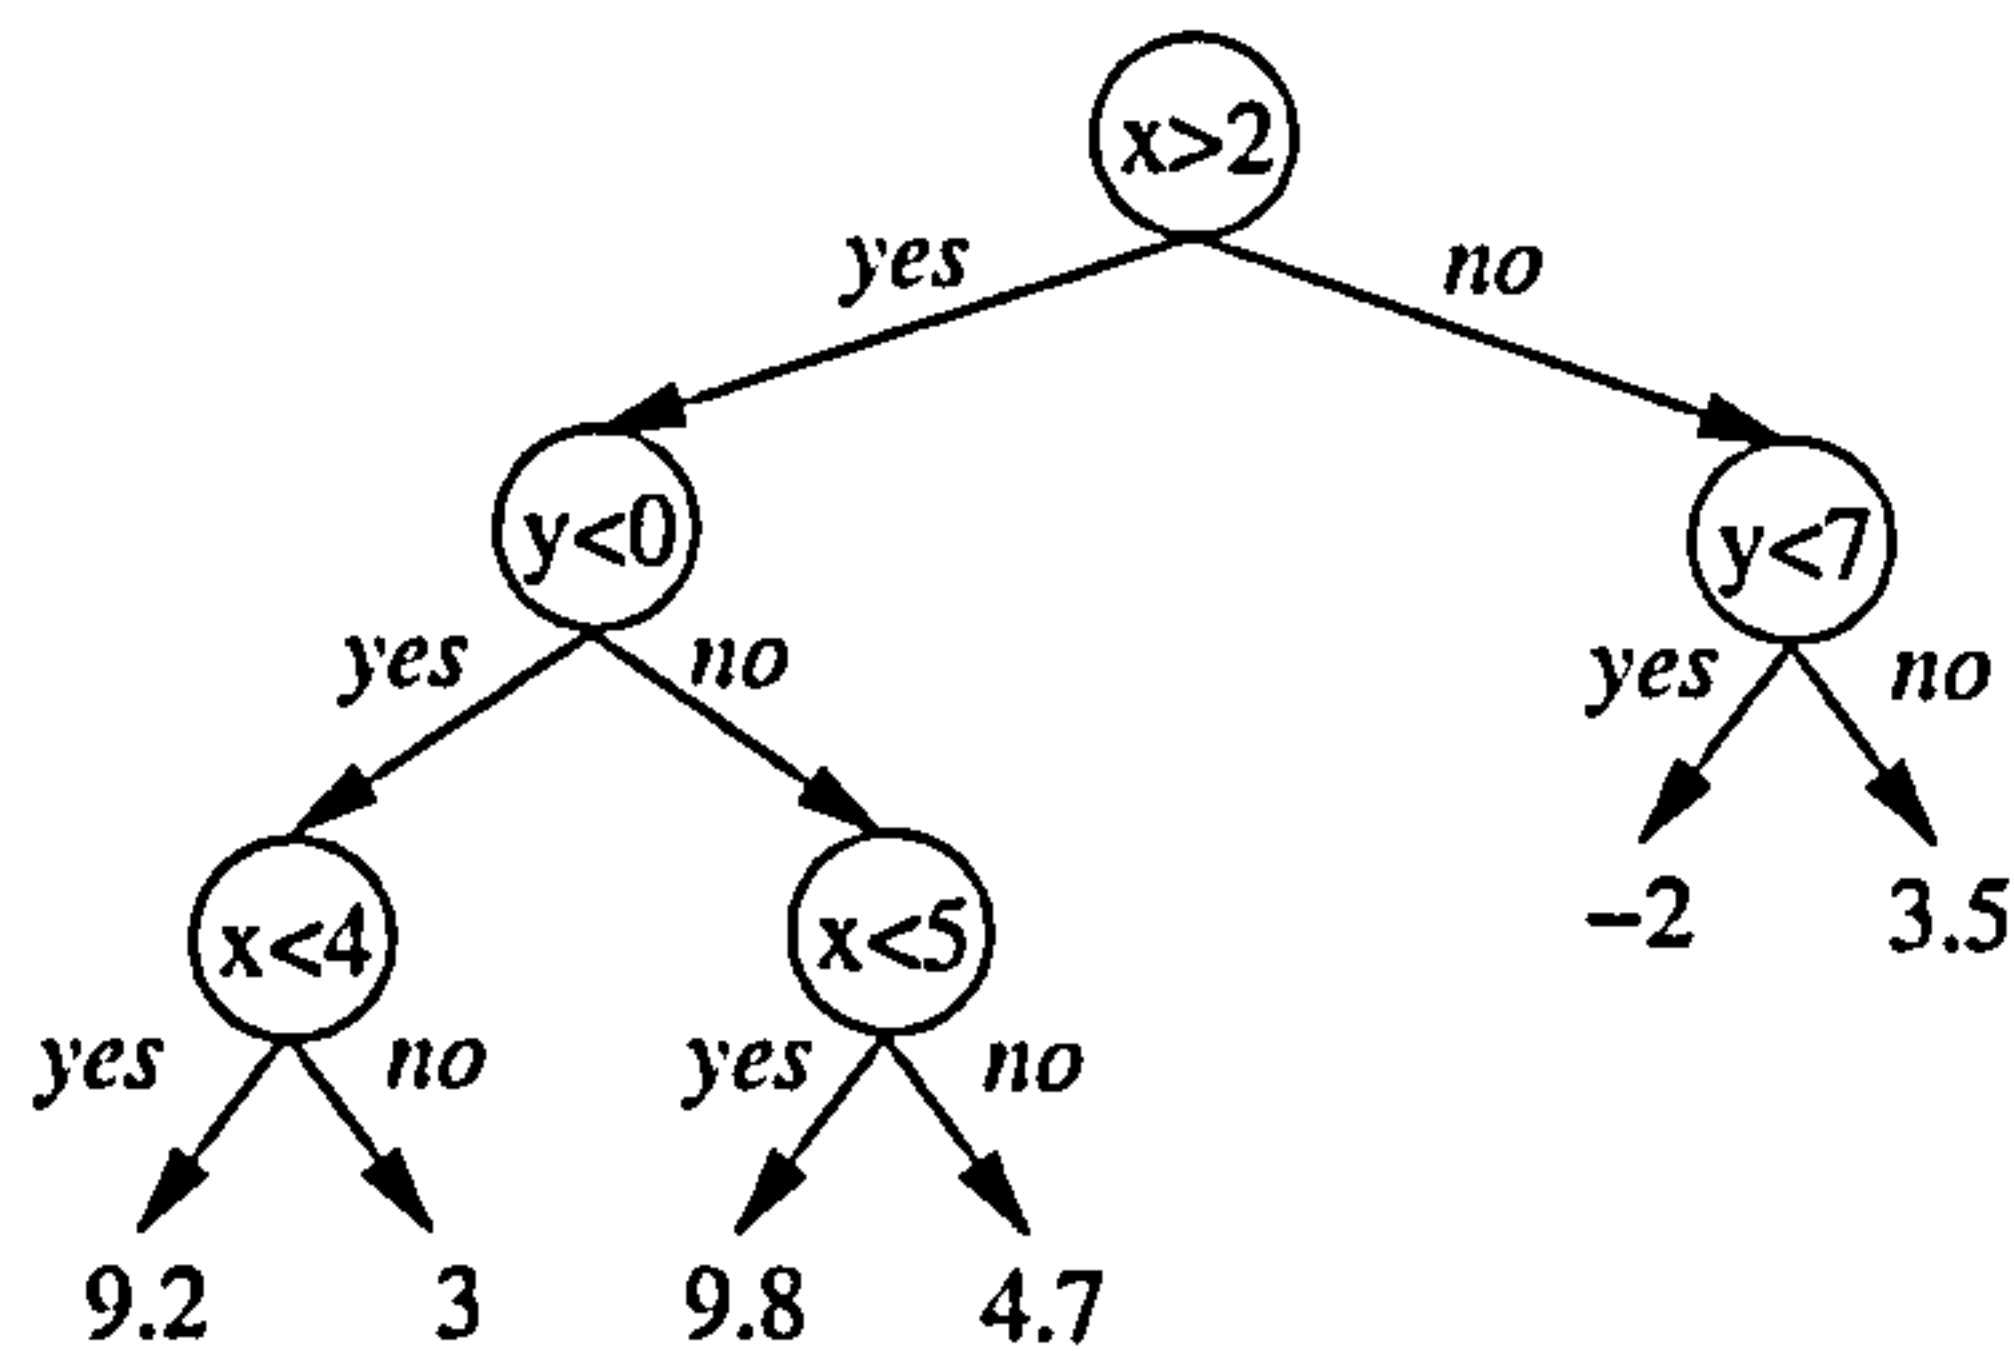 x>2
yes no
y<0 y<7
yes no yes no
x<4 x<5 –2 3.5
yes no yes no
9.2 3 9.8 4.7